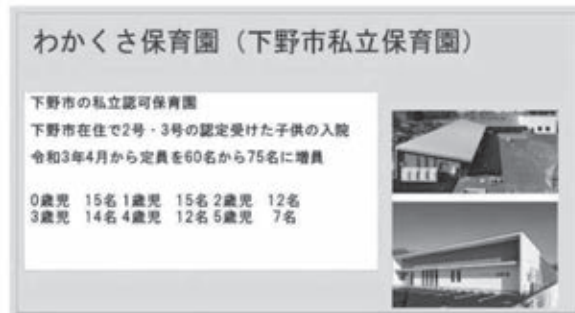 わかくさ保育園（下野市私立保育園）
下野市の私立認可保育園
下野市在住で2号・3号の認定受けた子供の入院
令和3年4月から定員を60名から75名に増員
0歳児　15名 1歳児　15名 2歳児　12名
3歳児　14名 4歳児　12名 5歳児　7名